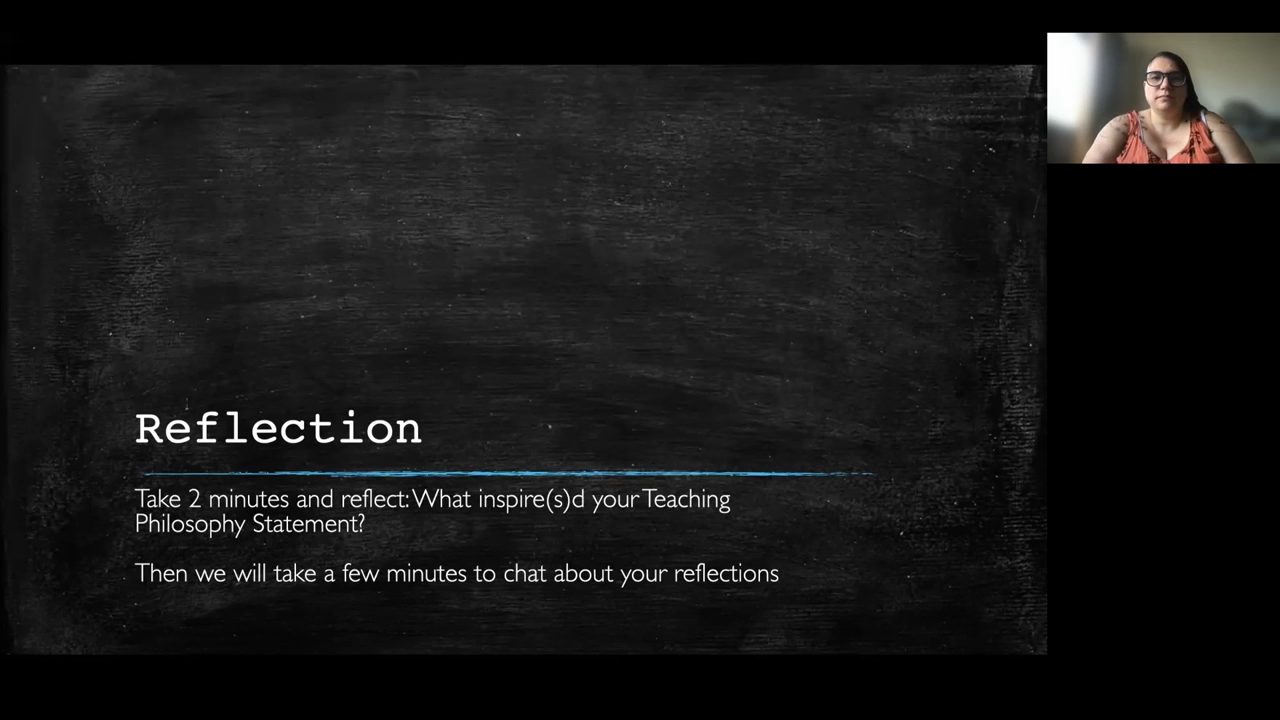 Reflection
Take 2 minutes and reflect: What inspire(s)d your Teaching
Philosophy Statement?
Then we will take a few minutes to chat about your reflections